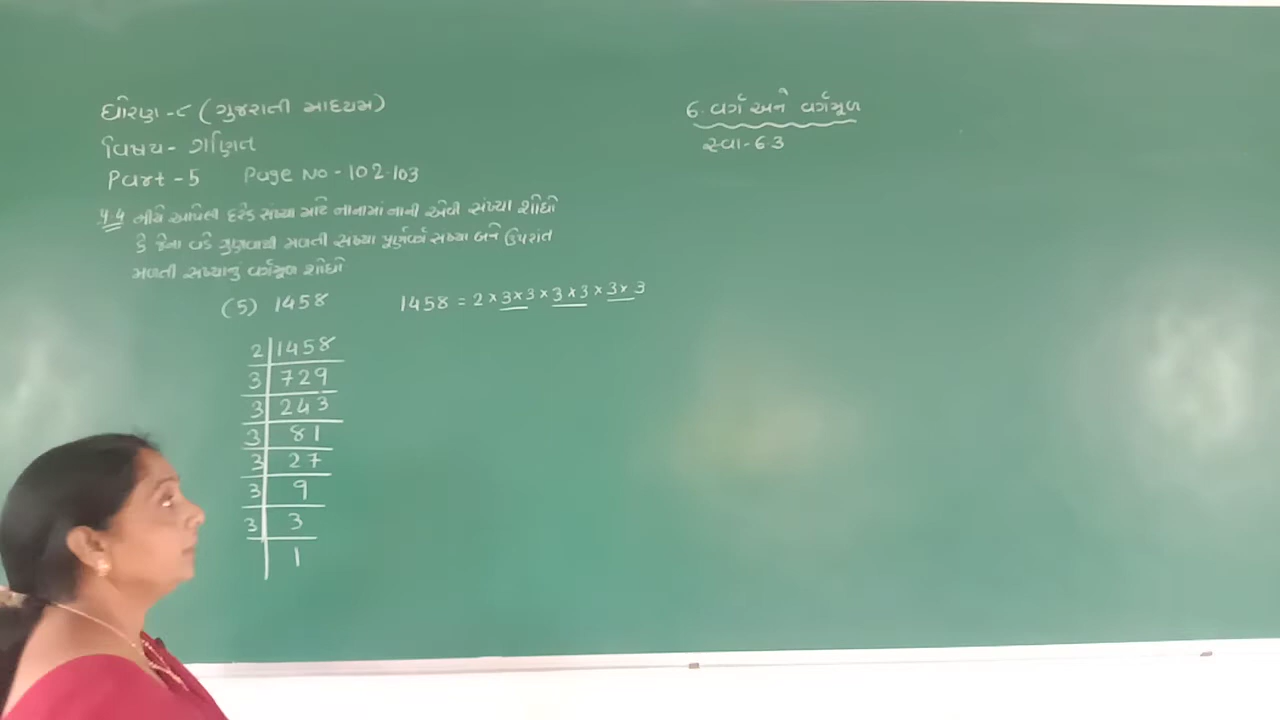 ધોરણ -૮ (ગુજરાતી માધ્યમ)
વિષય- ગણિત
Part -5 Page No -102.103
પ્ર.4 નીચે આપેલી દરેક સંખ્યા માટે નાનામાં નાની એવી સંખ્યા શોધો
કે જેના વડે ગુણવાથી મળતી સંખ્યા પૂર્ણવર્ગ સંખ્યા બને ઉપરાંત
મળતી સંખ્યાનું વર્ગમૂળ શોધો
(5) 1458
2 1458
3 729
3 243
3 81
3 27
3 9
3 3
1
1458 = 2 × 3 × 3 × 3 × 3 × 3 × 3
6. વર્ગ અને વર્ગમૂળ
સ્વા-6.3